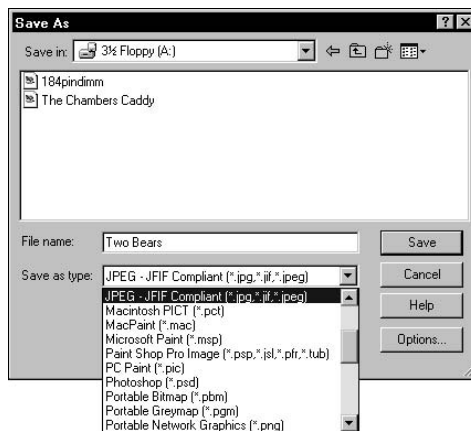 Save As
Save in: 3½ Floppy (A:)
184pindimm
The Chambers Caddy
File name: Two Bears Save
Save as type: JPEG - JFIF Compliant (*.jpg,*.jif,*.jpeg) Cancel
JPEG - JFIF Compliant (*.jpg,*.jif,*.jpeg)
Macintosh PICT (*.pct) Help
MacPaint (*.mac)
Microsoft Paint (*.msp) Options...
Paint Shop Pro Image (*.psp,*.jsl,*.pfr,*.tub)
PC Paint (*.pic)
Photoshop (*.psd)
Portable Bitmap (*.pbm)
Portable Greymap (*.pgm)
Portable Network Graphics (*.png)